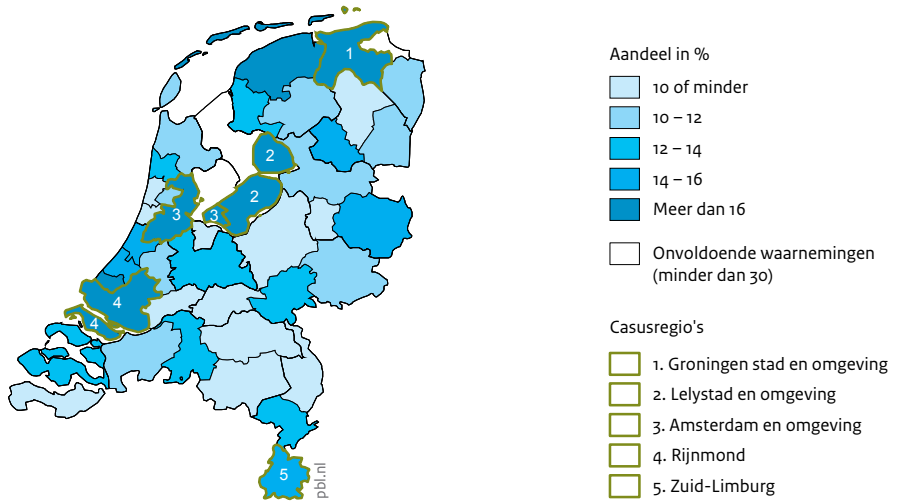 1
2
2
3
3
4
4
5
pbl.nl
Aandeel in %
10 of minder
10 – 12
12 – 14
14 – 16
Meer dan 16
Onvoldoende waarnemingen
(minder dan 30)
Casusregio's
1. Groningen stad en omgeving
2. Lelystad en omgeving
3. Amsterdam en omgeving
4. Rijnmond
5. Zuid-Limburg